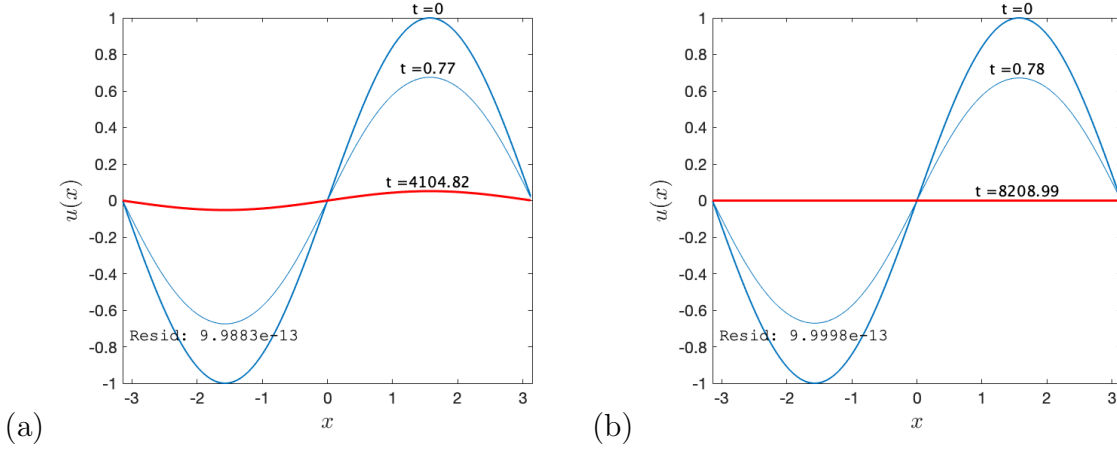 t =0
t =0.77
t =4104.82
Resid: 9.9883e-13
1
0.8
0.6
0.4
0.2
0
-0.2
-0.4
-0.6
-0.8
-1
u(x)
-3 -2 -1 0 1 2 3
x
(a)
t =0
t =0.78
t =8208.99
Resid: 9.9998e-13
1
0.8
0.6
0.4
0.2
0
-0.2
-0.4
-0.6
-0.8
-1
u(x)
-3 -2 -1 0 1 2 3
x
(b)